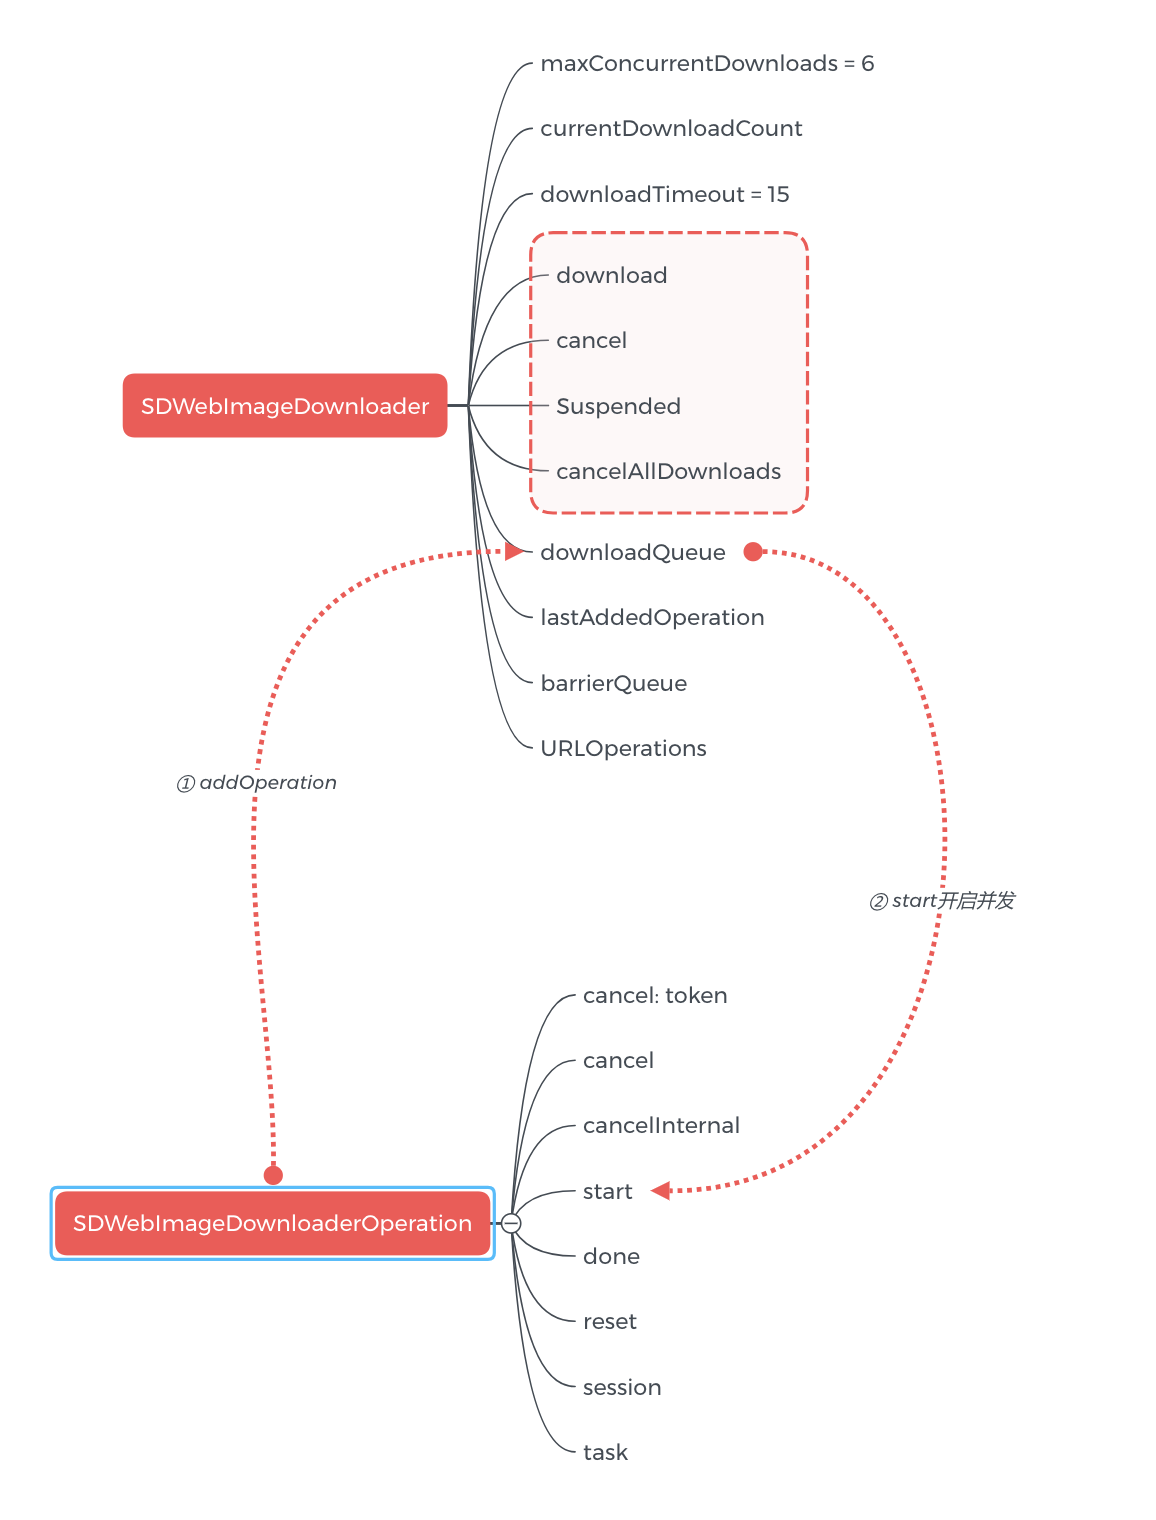 maxConcurrentDownloads = 6
currentDownloadCount
downloadTimeout = 15
download
cancel
SDWebImageDownloader
Suspended
cancelAllDownloads
downloadQueue
lastAddedOperation
barrierQueue
URLOperations
① addOperation
② start开启并发
cancel: token
cancel
cancelInternal
start
SDWebImageDownloaderOperation
done
reset
session
task